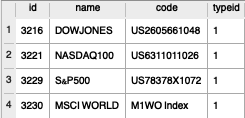 id name code typeid
1 3216 DOWJONES US2605661048 1
2 3221 NASDAQ100 US6311011026 1
3 3229 S&P500 US78378X1072 1
4 3230 MSCI WORLD M1WO Index 1